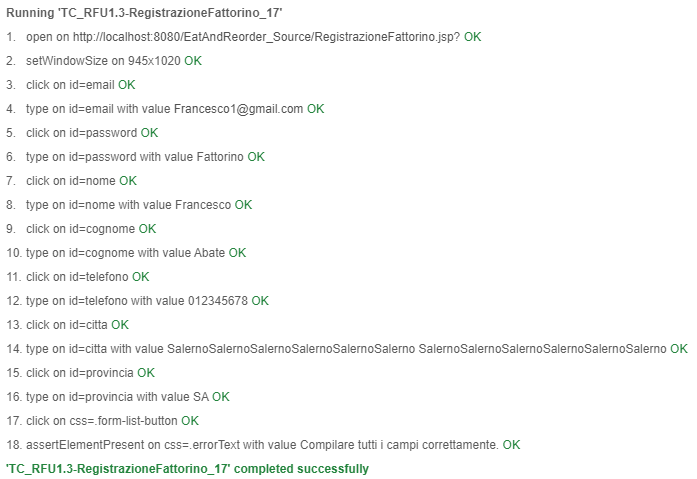 Running 'TC_RFU1.3-RegistrazioneFattorino_17'
1. open on http://localhost:8080/EatAndReorder_Source/RegistrazioneFattorino.jsp? OK
2. setWindowSize on 945x1020 OK
3. click on id=email OK
4. type on id=email with value Francesco1@gmail.com OK
5. click on id=password OK
6. type on id=password with value Fattorino OK
7. click on id=nome OK
8. type on id=nome with value Francesco OK
9. click on id=cognome OK
10. type on id=cognome with value Abate OK
11. click on id=telefono OK
12. type on id=telefono with value 012345678 OK
13. click on id=citta OK
14. type on id=citta with value SalernoSalernoSalernoSalernoSalernoSalerno SalernoSalernoSalernoSalernoSalernoSalerno OK
15. click on id=provincia OK
16. type on id=provincia with value SA OK
17. click on css=.form-list-button OK
18. assertElementPresent on css=.errorText with value Compilare tutti i campi correttamente. OK
'TC_RFU1.3-RegistrazioneFattorino_17' completed successfully